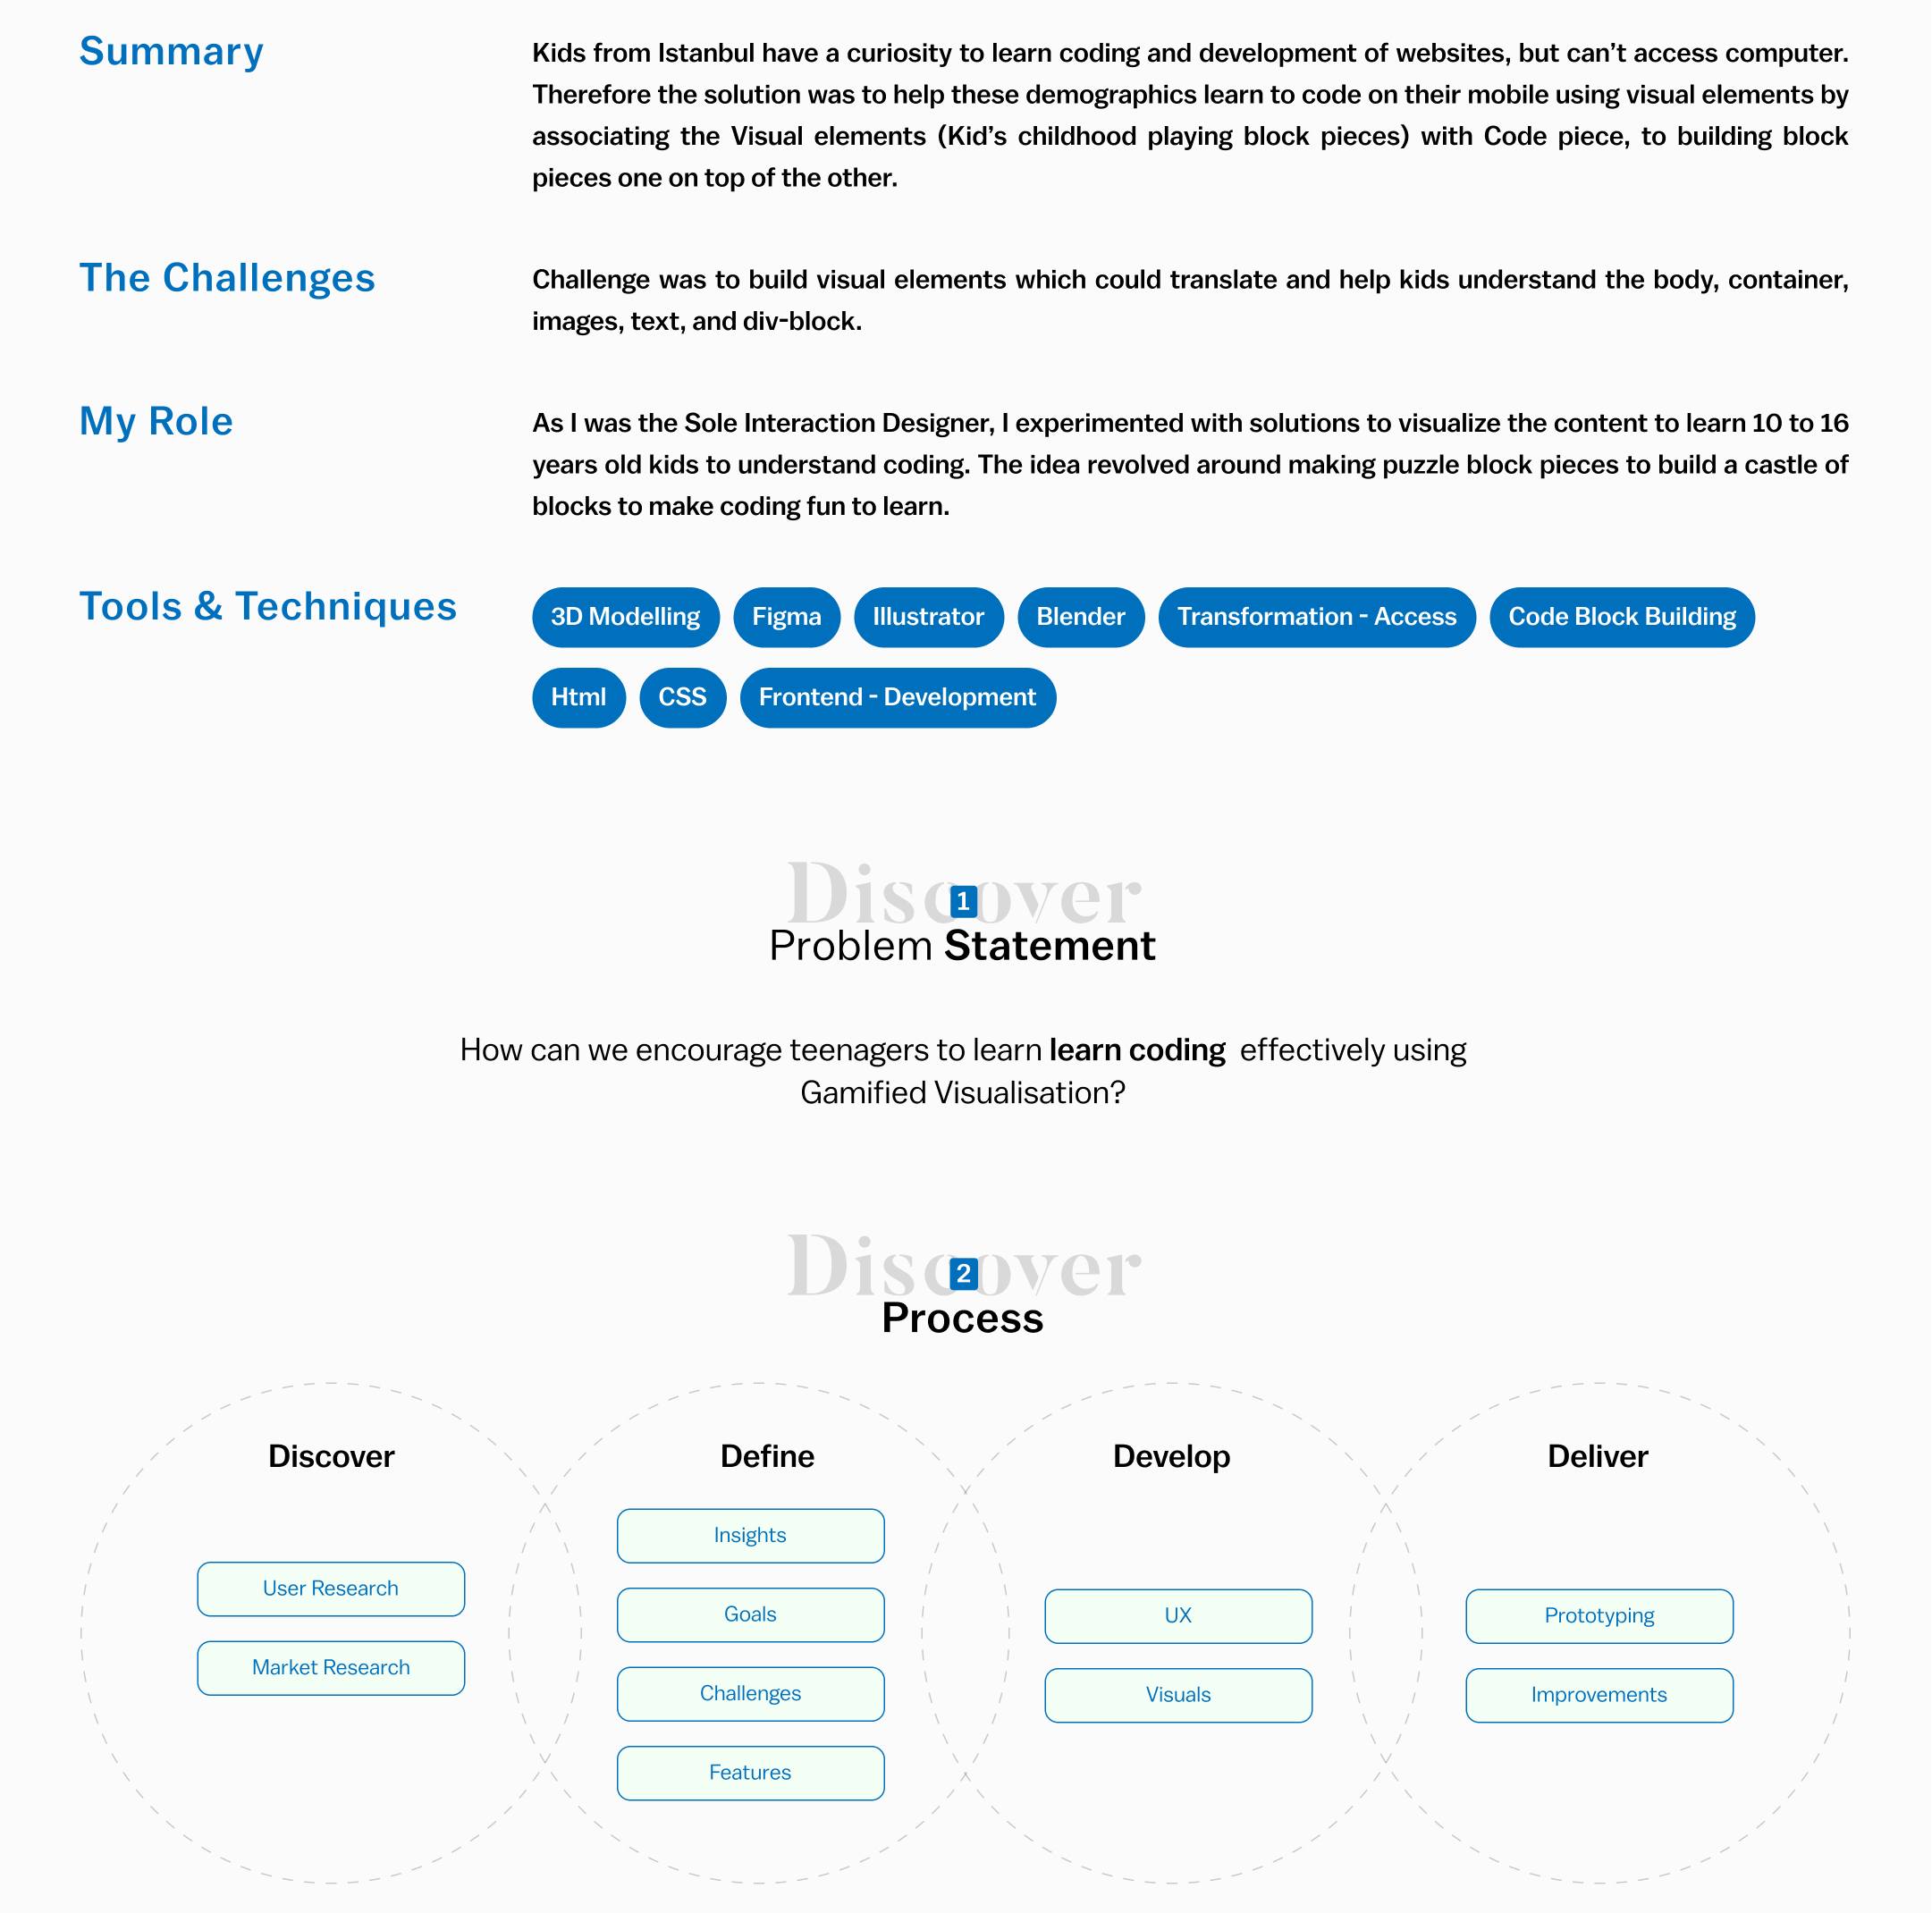 Summary
Kids from Istanbul have a curiosity to learn coding and development of websites, but can’t access computer.
Therefore the solution was to help these demographics learn to code on their mobile using visual elements by
associating the Visual elements (Kid’s childhood playing block pieces) with Code piece, to building block
pieces one on top of the other.
The Challenges
Challenge was to build visual elements which could translate and help kids understand the body, container,
images, text, and div-block.
My Role
As I was the Sole Interaction Designer, I experimented with solutions to visualize the content to learn 10 to 16
years old kids to understand coding. The idea revolved around making puzzle block pieces to build a castle of
blocks to make coding fun to learn.
Tools & Techniques
3D Modelling Figma Illustrator Blender Transformation - Access Code Block Building
Html CSS Frontend - Development
Discover
1
Problem Statement
How can we encourage teenagers to learn learn coding effectively using
Gamified Visualisation?
Discover
2
Process
Discover
User Research
Market Research
Define
Insights
Goals
Challenges
Features
Develop
UX
Visuals
Deliver
Prototyping
Improvements